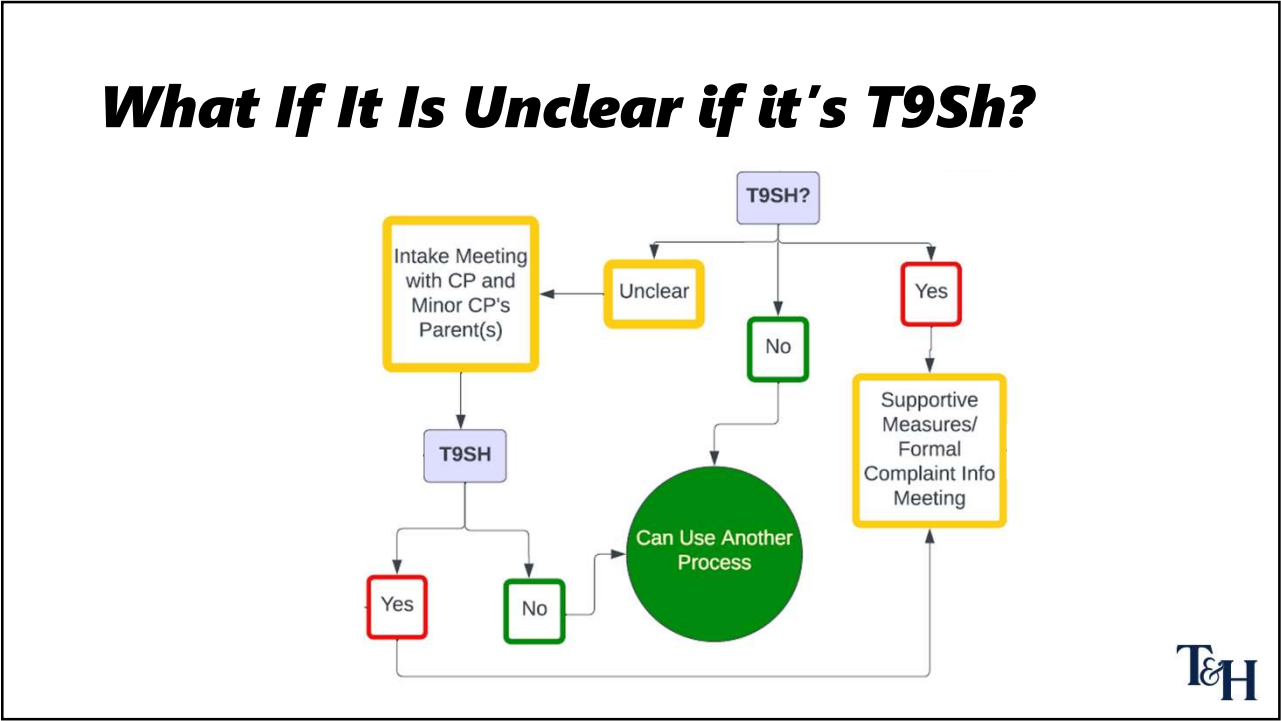 What If It Is Unclear if it's T9Sh?
T9SH?
Intake Meeting
with CP and
Minor CP's
Parent(s)
Unclear
Yes
No
Supportive
Measures/
Formal
Complaint Info
Meeting
T9SH
Can Use Another
Process
Yes
No
T&H